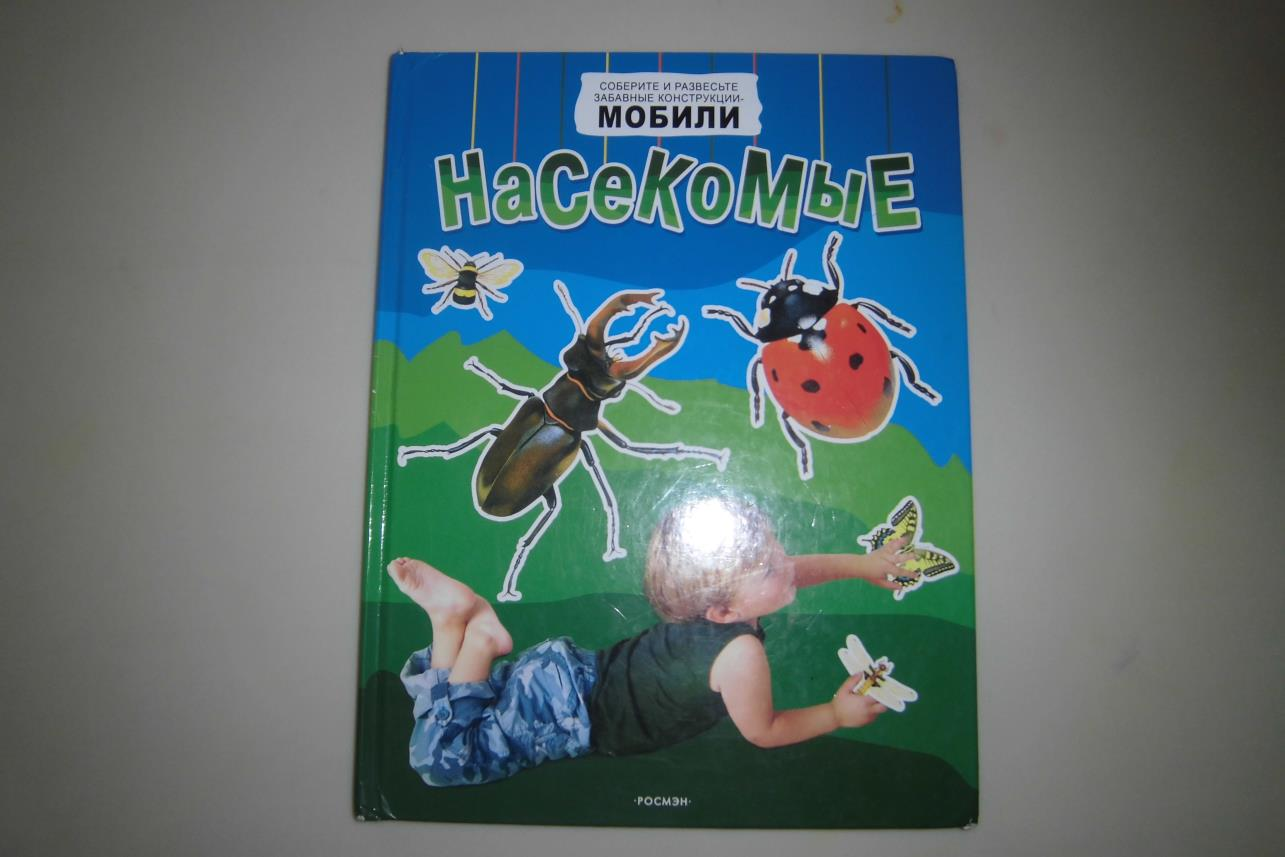 СОБЕРИТЕ И РАЗВЕСЬТЕ
ЗАБАВНЫЕ КОНСТРУКЦИИ-
МОБИЛИ
НаСеКоМыЕ
·РОСМЭН·